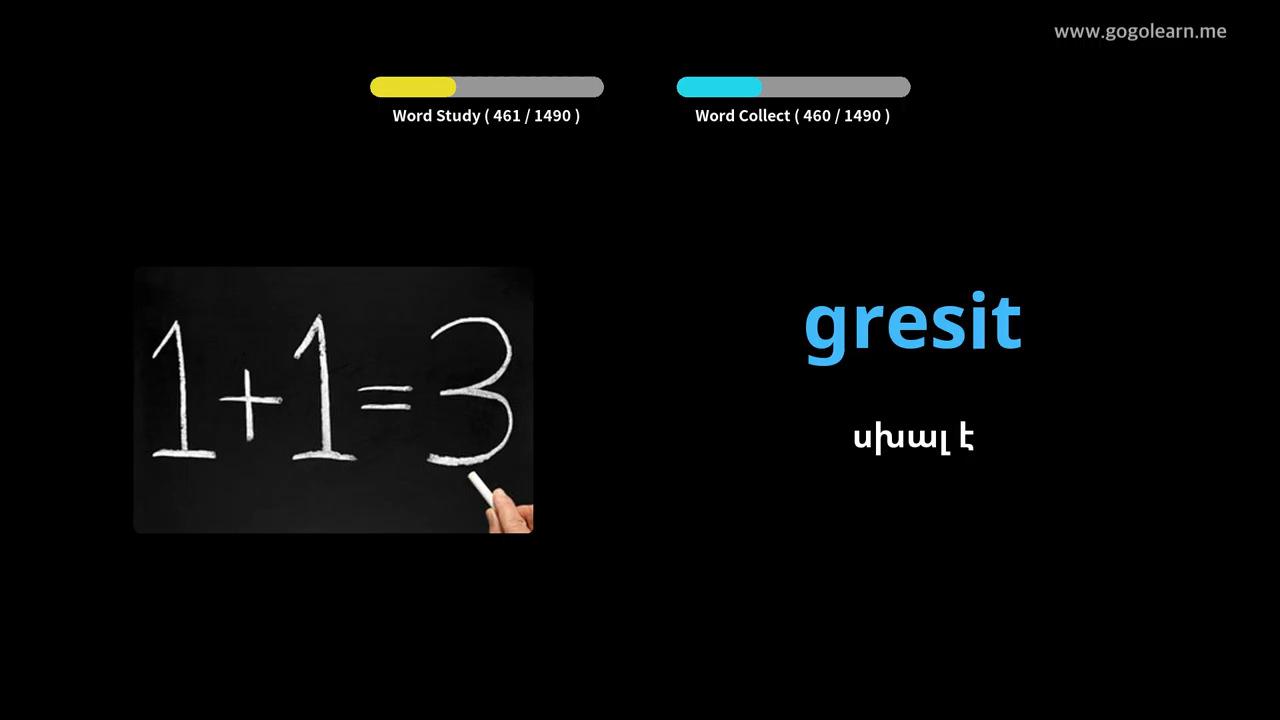 www.gogolearn.me
Word Study ( 461 / 1490 )
Word Collect ( 460 / 1490 )
1+1=3
gresit
սխալ է